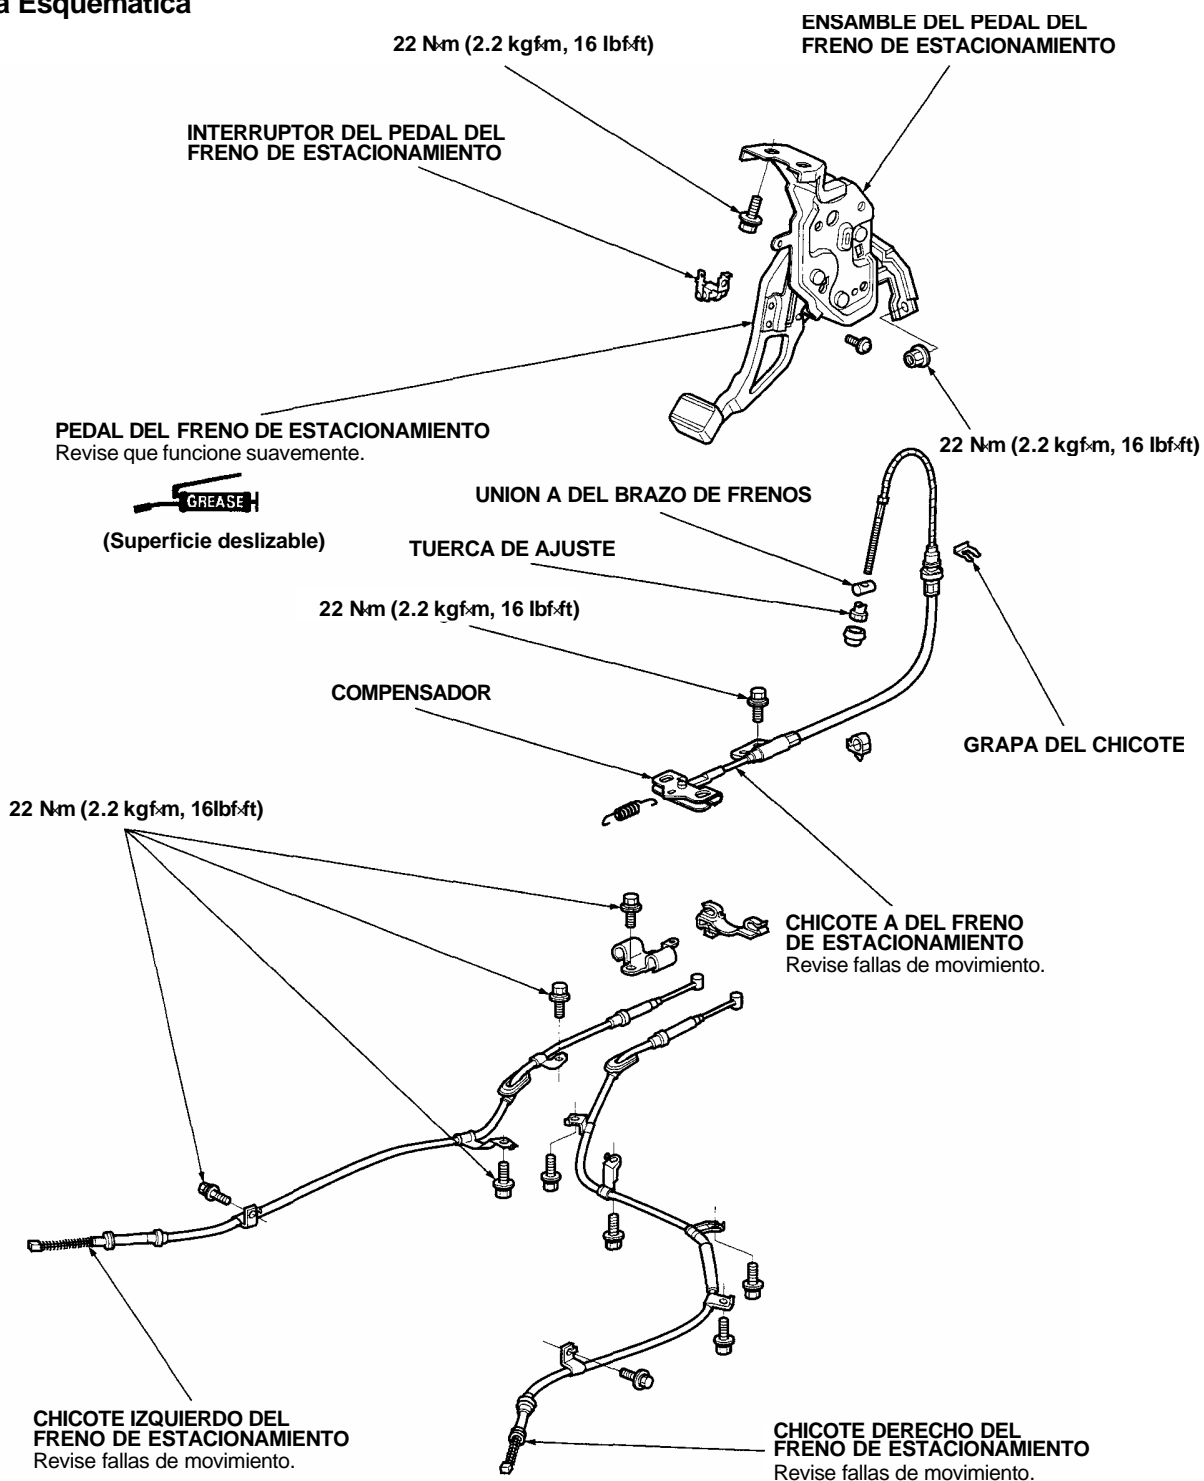 a Esquemática
22 N×m (2.2 kgf×m, 16 lbf×ft)
ENSAMBLE DEL PEDAL DEL
FRENO DE ESTACIONAMIENTO
INTERRUPTOR DEL PEDAL DEL
FRENO DE ESTACIONAMIENTO
PEDAL DEL FRENO DE ESTACIONAMIENTO
Revise que funcione suavemente.
22 N×m (2.2 kgf×m, 16 lbf×ft)
GREASE
(Superficie deslizable)
UNION A DEL BRAZO DE FRENOS
TUERCA DE AJUSTE
22 N×m (2.2 kgf×m, 16 lbf×ft)
COMPENSADOR
GRAPA DEL CHICOTE
22 N×m (2.2 kgf×m, 16lbf×ft)
CHICOTE A DEL FRENO
DE ESTACIONAMIENTO
Revise fallas de movimiento.
CHICOTE IZQUIERDO DEL
FRENO DE ESTACIONAMIENTO
Revise fallas de movimiento.
CHICOTE DERECHO DEL
FRENO DE ESTACIONAMIENTO
Revise fallas de movimiento.